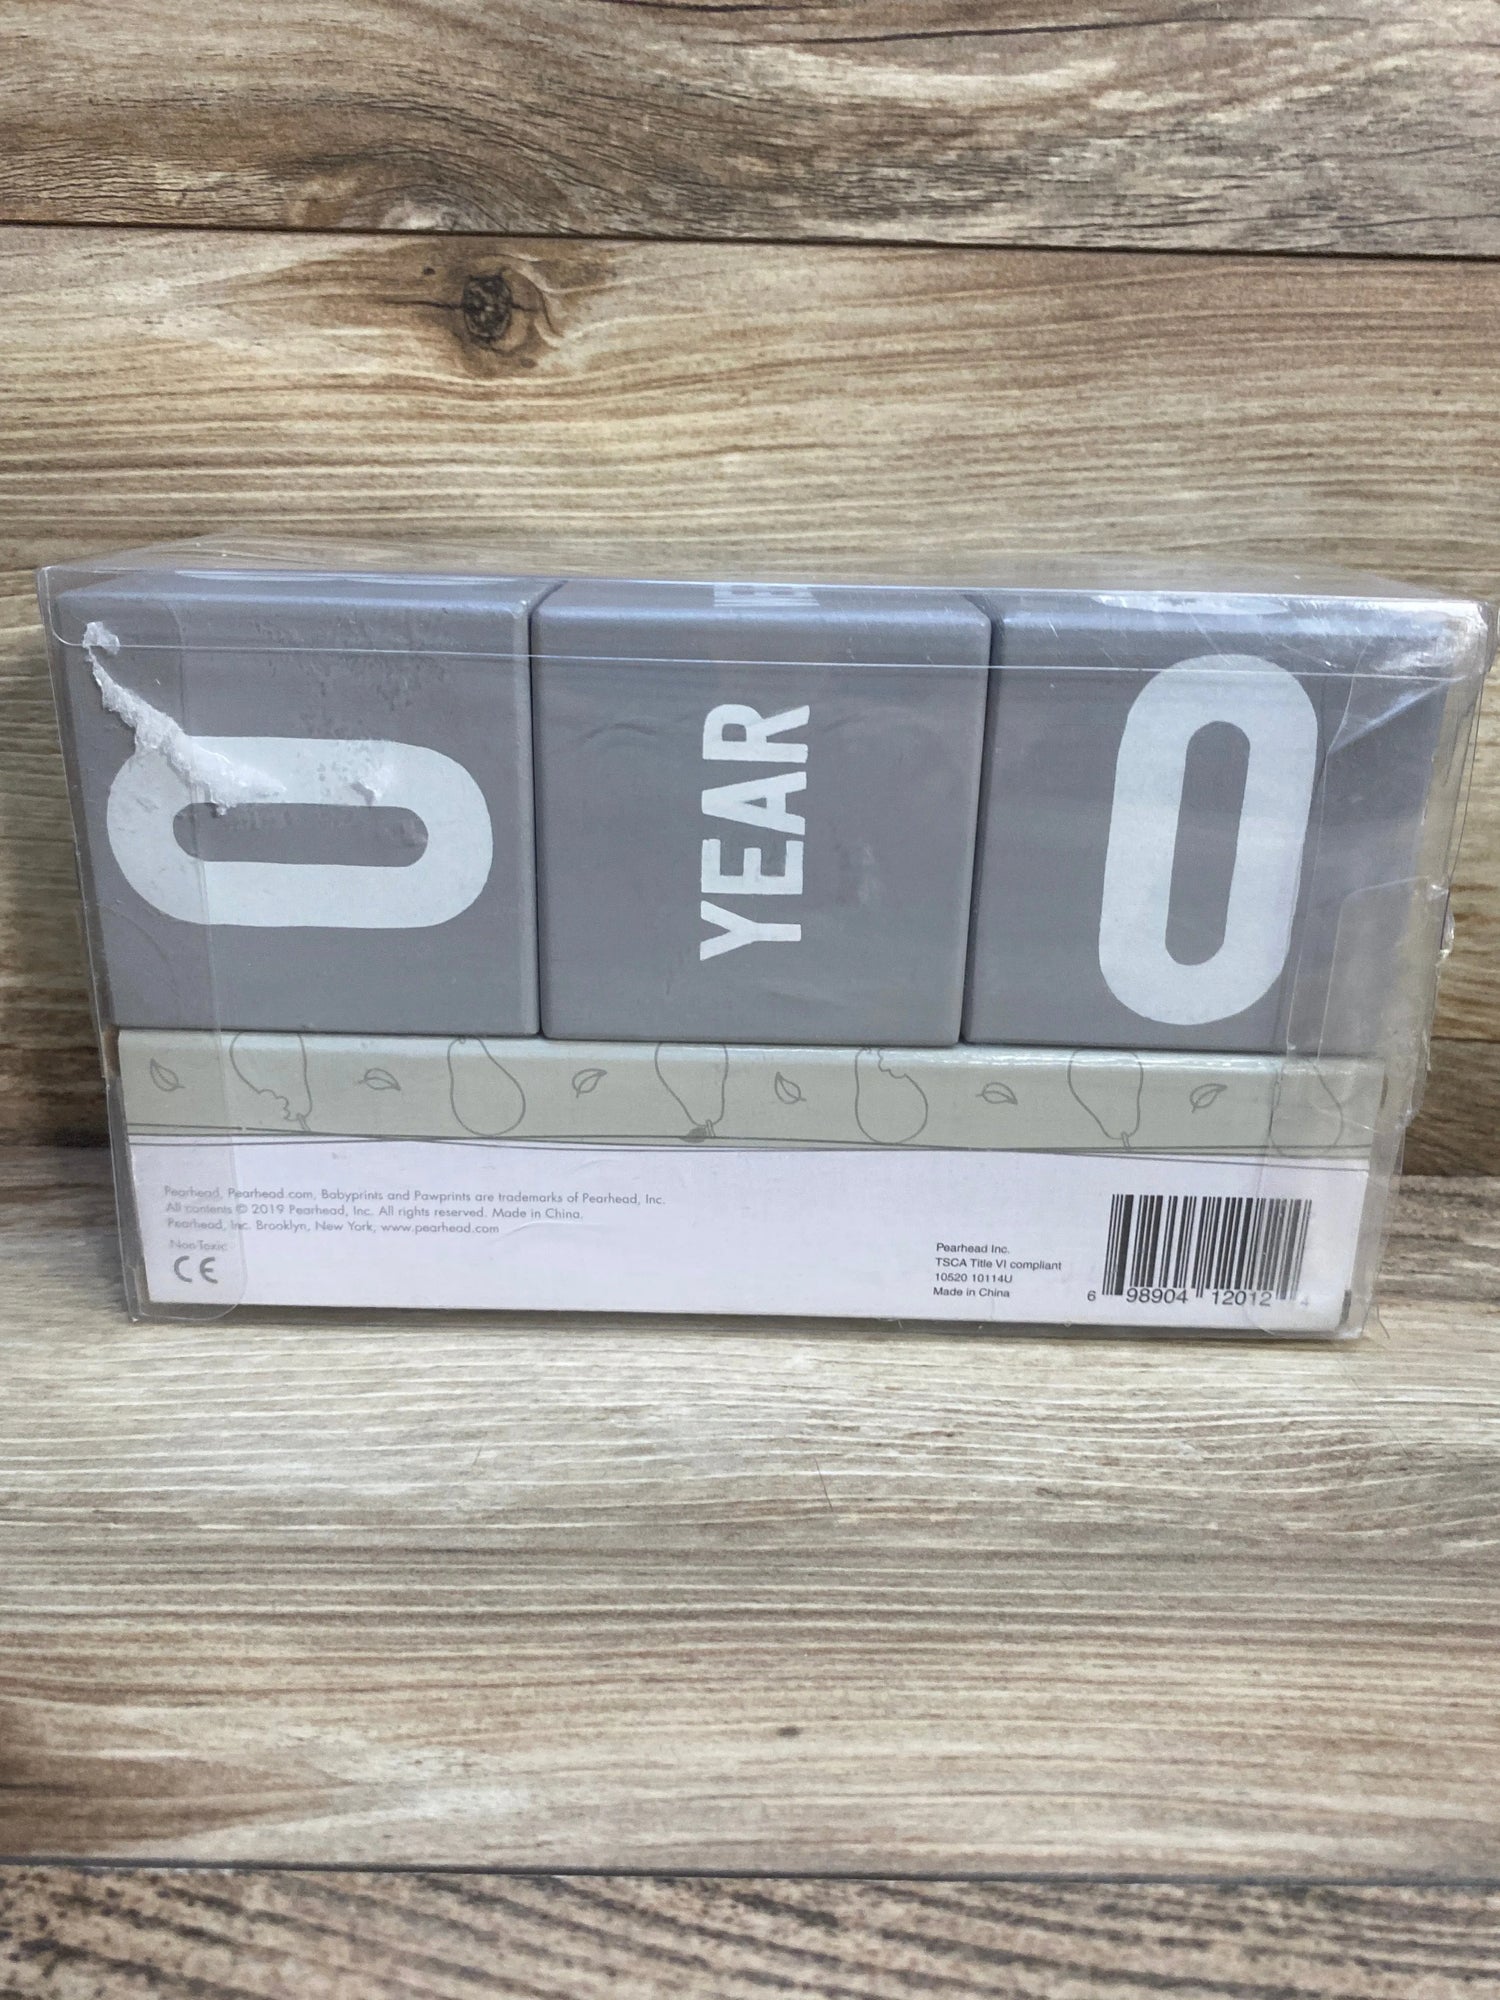 0 YEAR 0
Pearhead, Pearhead.com, Babyprints and Pawprints are trademarks of Pearhead, Inc.
All contents © 2019 Pearhead, Inc. All rights reserved. Made in China.
Pearhead, Inc. Brooklyn, New York, www.pearhead.com
Non-Toxic
CE
Pearhead Inc.
TSCA Title VI compliant
10520 10114U
Made in China
6 98904 12012 4